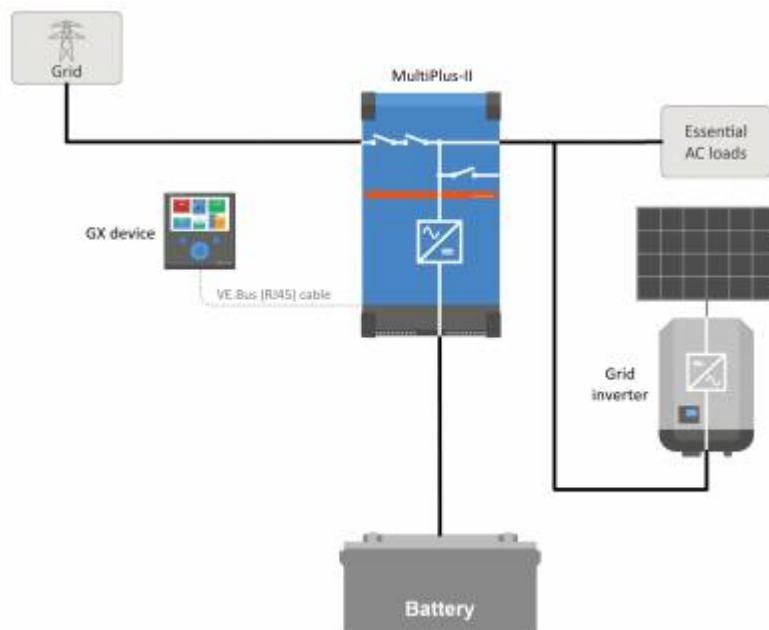 Grid
MultiPlus-II
Essential
AC loads
GX device
VE.Bus (RJ45) cable
Grid
inverter
Battery